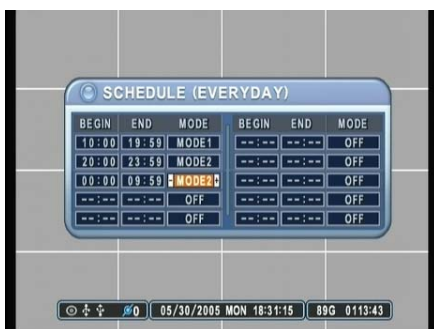 SCHEDULE (EVERYDAY)
BEGIN END MODE BEGIN END MODE
10:00 19:59 MODE1 --:-- --:-- OFF
20:00 23:59 MODE2 --:-- --:-- OFF
00:00 09:59 -MODE2+ --:-- --:-- OFF
--:-- --:-- OFF --:-- --:-- OFF
--:-- --:-- OFF --:-- --:-- OFF
0 05/30/2005 MON 18:31:15 89G 0113:43